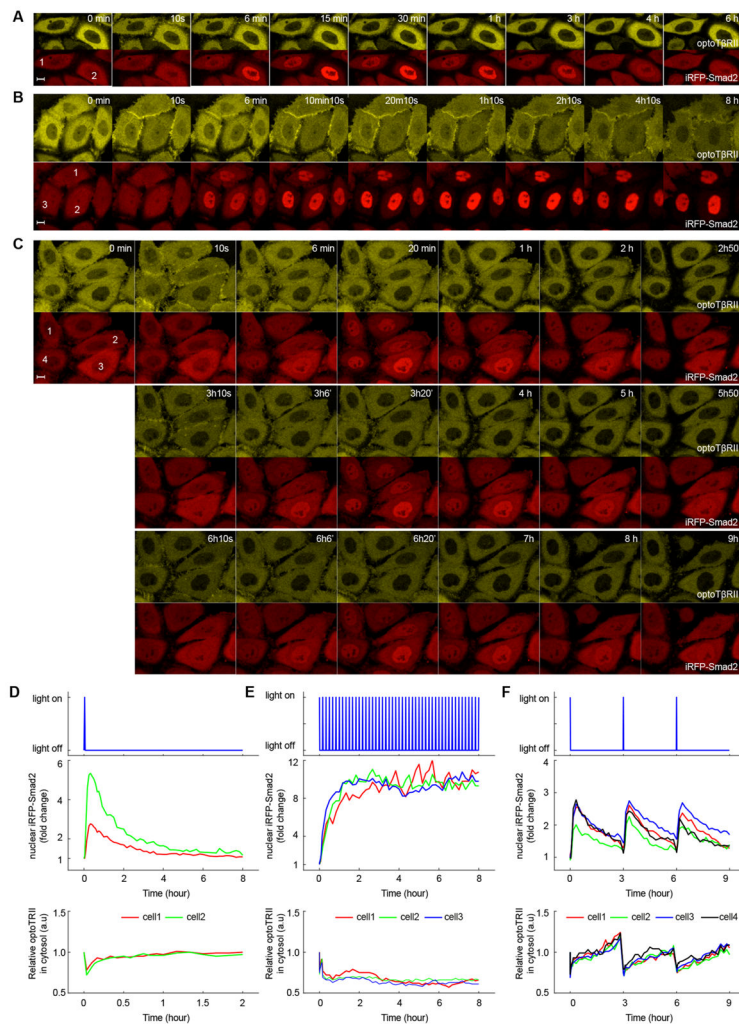 A
0 min 10s 6 min 15 min 30 min 1 h 3 h 4 h 6 h
optoTβRII
1
2
iRFP-Smad2
B
0 min 10s 6 min 10min10s 20m10s 1h10s 2h10s 4h10s 8 h
optoTβRII
1
3 2
iRFP-Smad2
C
0 min 10s 6 min 20 min 1 h 2 h 2h50
optoTβRII
1
2
4
3
iRFP-Smad2
3h10s 3h6' 3h20' 4 h 5 h 5h50
optoTβRII
iRFP-Smad2
6h10s 6h6' 6h20' 7h 8 h 9h
optoTβRII
iRFP-Smad2
D
light on
light off
nuclear iRFP-Smad2
(fold change)
6
4
2
1
0 2 4 6 8
Time (hour)
Relative optoTRII
in cytosol (a.u)
1.5
1.0
0.5
cell1 cell2
0 0.5 1 1.5 2
Time (hour)
E
light on
light off
nuclear iRFP-Smad2
(fold change)
12
10
8
4
1
0 2 4 6 8
Time (hour)
Relative optoTRII
in cytosol (a.u)
1.5
1.0
0.5
cell1 cell2 cell3
0 2 4 6 8
Time (hour)
F
light on
light off
nuclear iRFP-Smad2
(fold change)
4
3
2
1
0 3 6 9
Time (hour)
Relative optoTRII
in cytosol (a.u)
1.5
1.0
0.5
cell1 cell2 cell3 cell4
0 3 6 9
Time (hour)